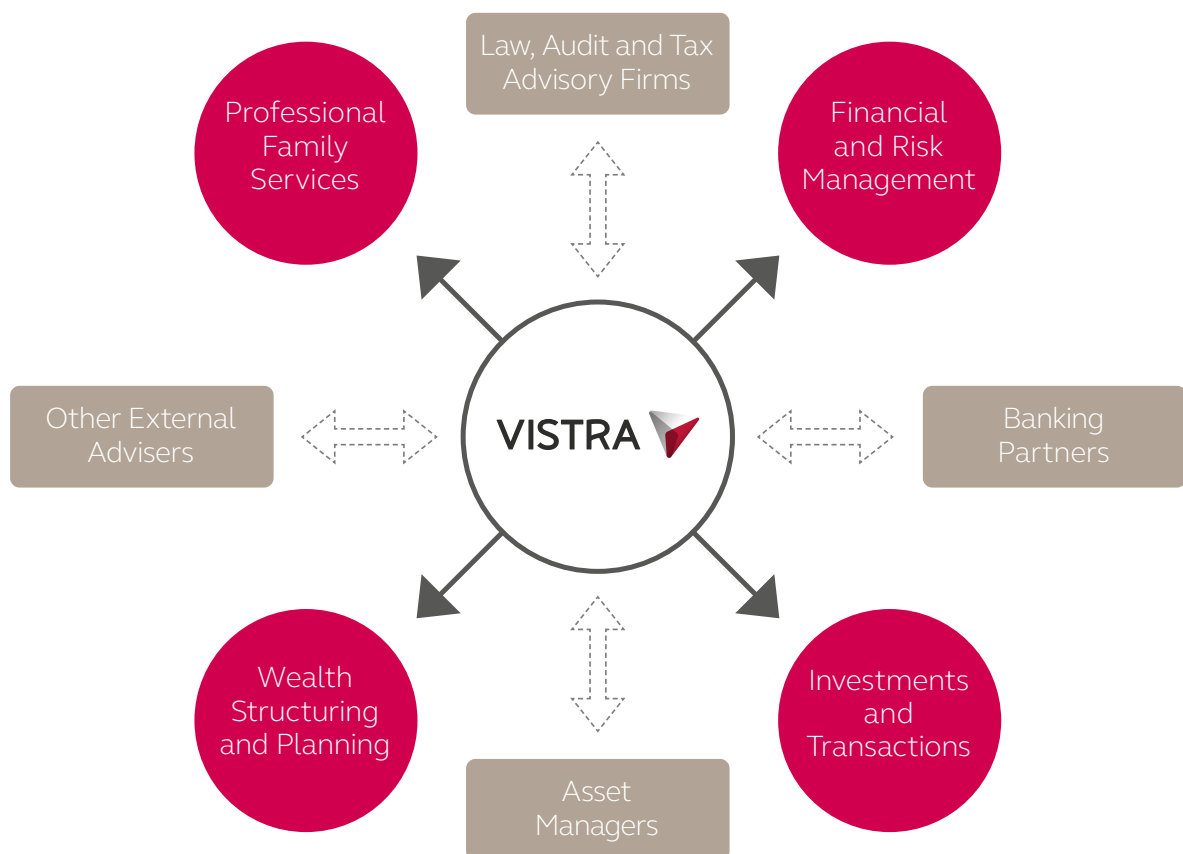 Law, Audit and Tax
Advisory Firms
Professional
Family
Services
Financial
and Risk
Management
Other External
Advisers
VISTRA
Banking
Partners
Wealth
Structuring
and Planning
Investments
and
Transactions
Asset
Managers